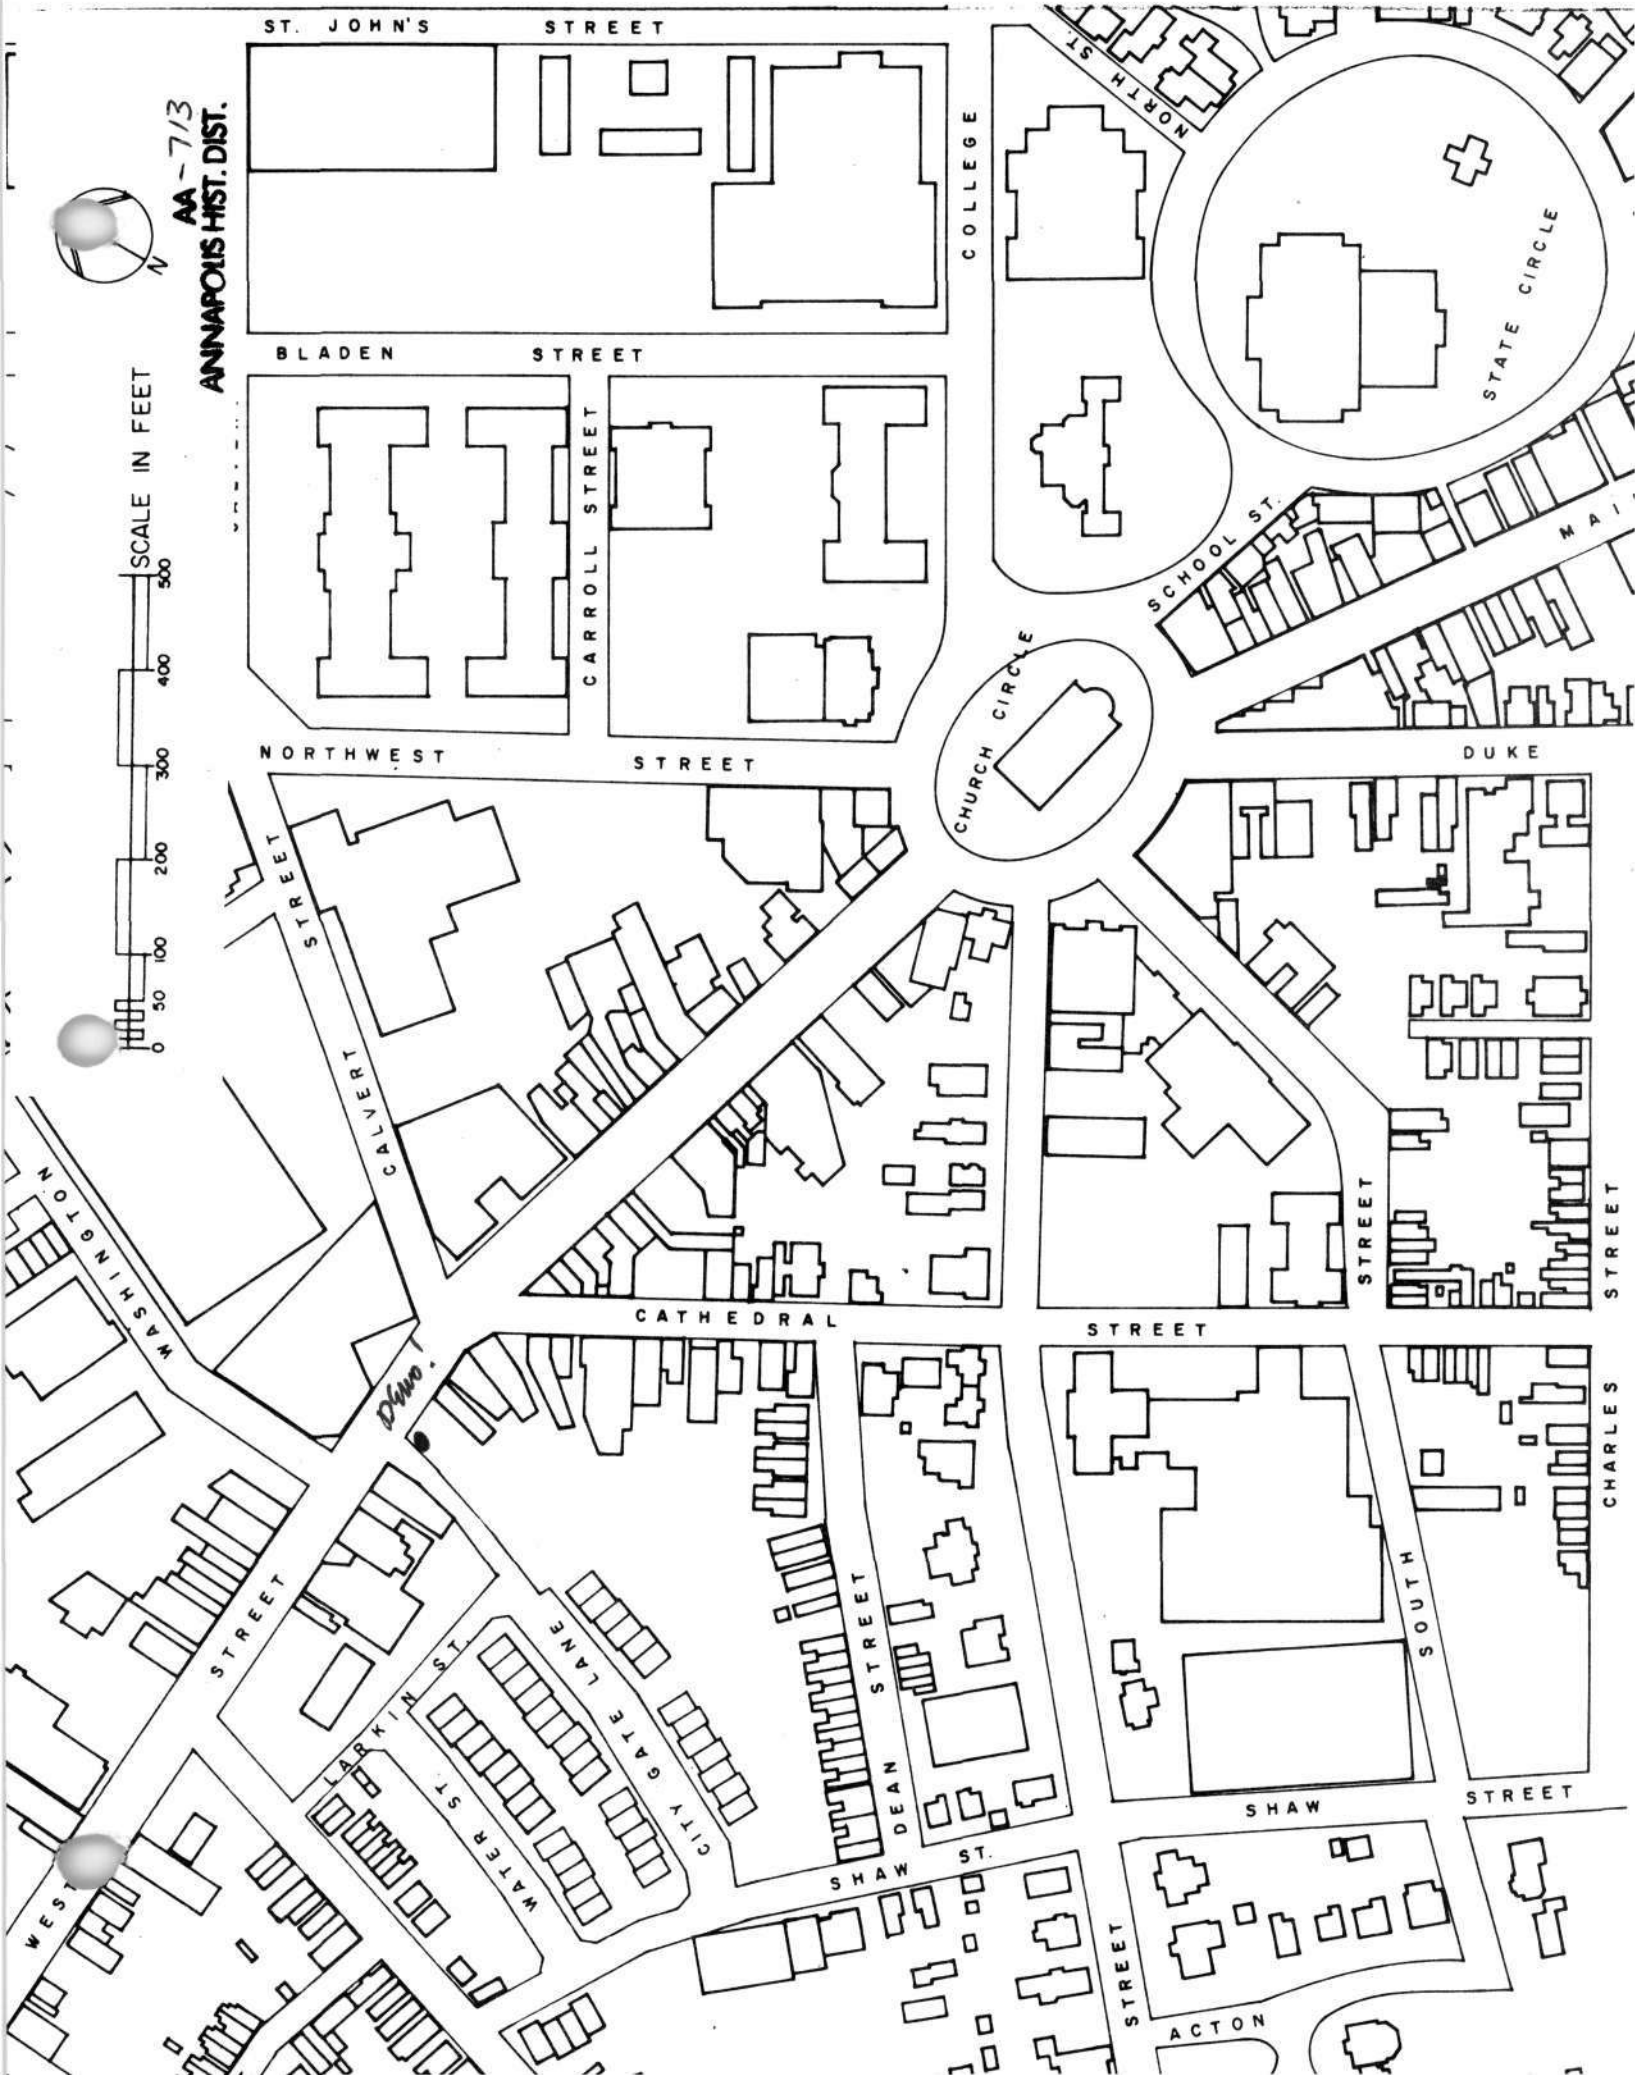 ST. JOHN'S STREET
AA-713
ANNAPOLIS HIST. DIST.
N
SCALE IN FEET
500
400
300
200
100
50
0
NORTH ST.
COLLEGE
STATE CIRCLE
BLADEN STREET
CARROLL STREET
SCHOOL ST.
MAI
CHURCH CIRCLE
NORTHWEST STREET
DUKE
STREET
CALVERT
WASHINGTON
CATHEDRAL STREET
STREET
STREET
CHARLES
DEMO!
SOUTH
STREET
LARKIN ST.
CITY GATE LANE
WATER ST
DEAN STREET
SHAW STREET
SHAW ST.
WEST
STREET
ACTON